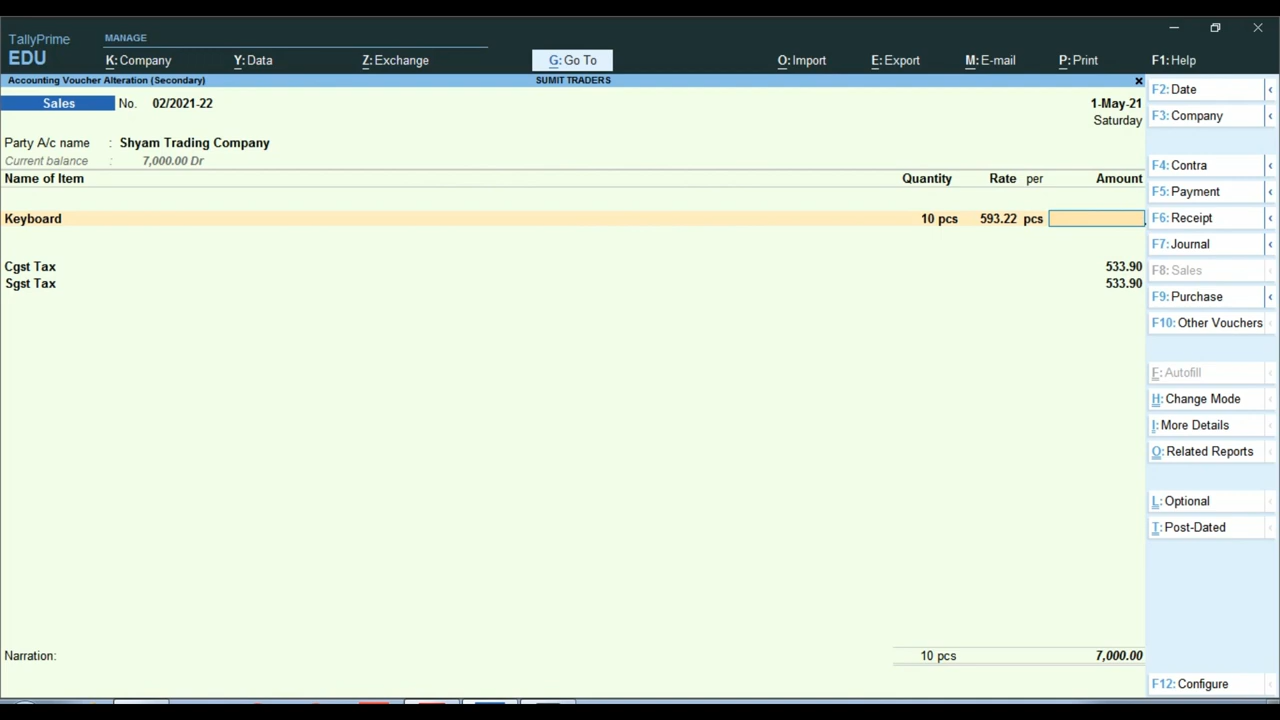 TallyPrime
EDU
MANAGE
K: Company Y: Data Z: Exchange G: Go To O: Import E: Export M: E-mail P: Print F1: Help
Accounting Voucher Alteration (Secondary) SUMIT TRADERS ×
Sales No. 02/2021-22 1-May-21
Saturday
Party A/c name : Shyam Trading Company
Current balance : 7,000.00 Dr
Name of Item Quantity Rate per Amount
Keyboard 10 pcs 593.22 pcs
Cgst Tax 533.90
Sgst Tax 533.90
Narration: 10 pcs 7,000.00
F2: Date
F3: Company
F4: Contra
F5: Payment
F6: Receipt
F7: Journal
F8: Sales
F9: Purchase
F10: Other Vouchers
E: Autofill
H: Change Mode
I: More Details
O: Related Reports
L: Optional
T: Post-Dated
F12: Configure